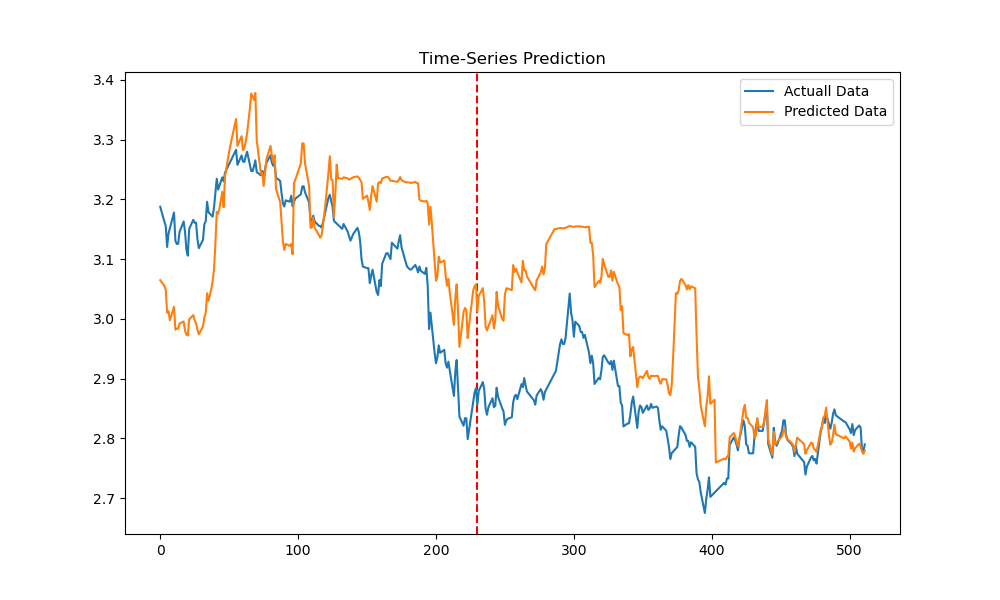 Time-Series Prediction
Actuall Data
Predicted Data
3.4
3.3
3.2
3.1
3.0
2.9
2.8
2.7
0 100 200 300 400 500